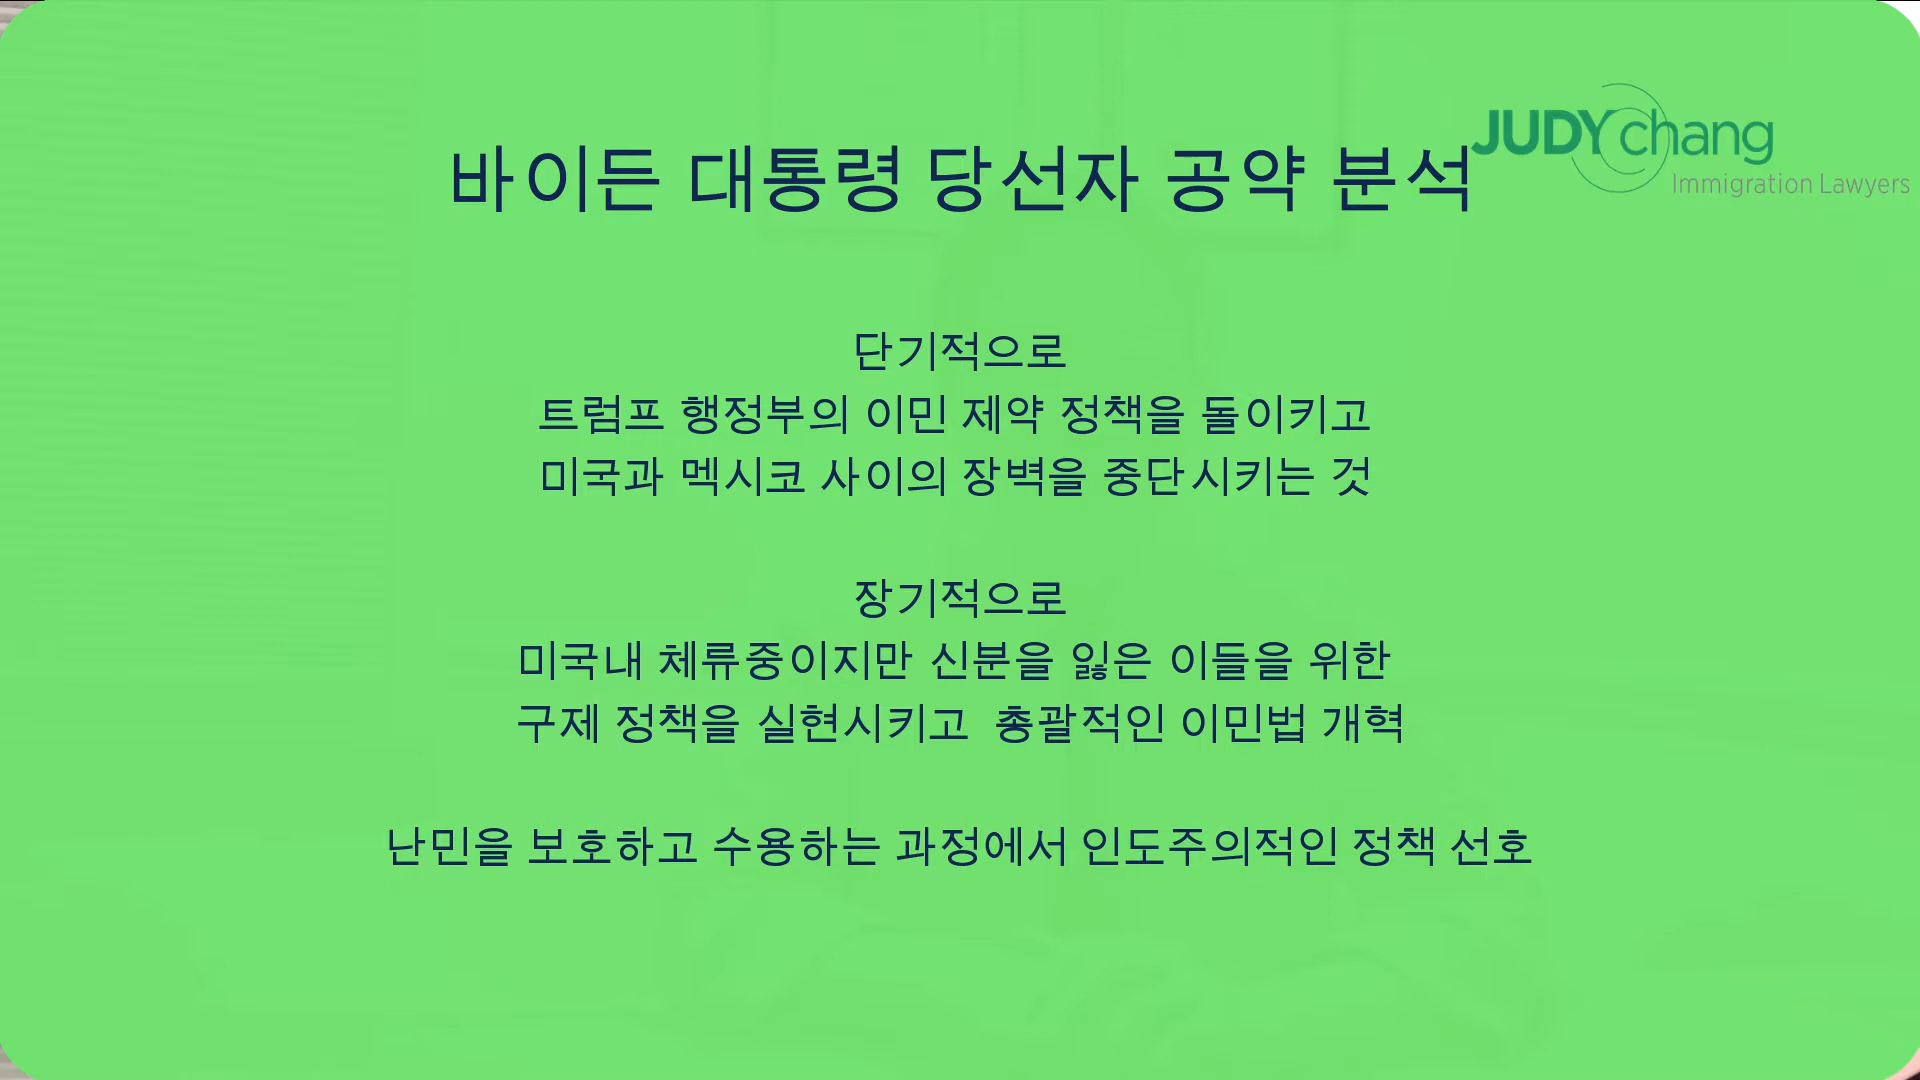 바이든 대통령 당선자 공약 분석
JUDYchang
Immigration Lawyers
단기적으로
트럼프 행정부의 이민 제약 정책을 돌이키고
미국과 멕시코 사이의 장벽을 중단시키는 것
장기적으로
미국내 체류중이지만 신분을 잃은 이들을 위한
구제 정책을 실현시키고 총괄적인 이민법 개혁
난민을 보호하고 수용하는 과정에서 인도주의적인 정책 선호